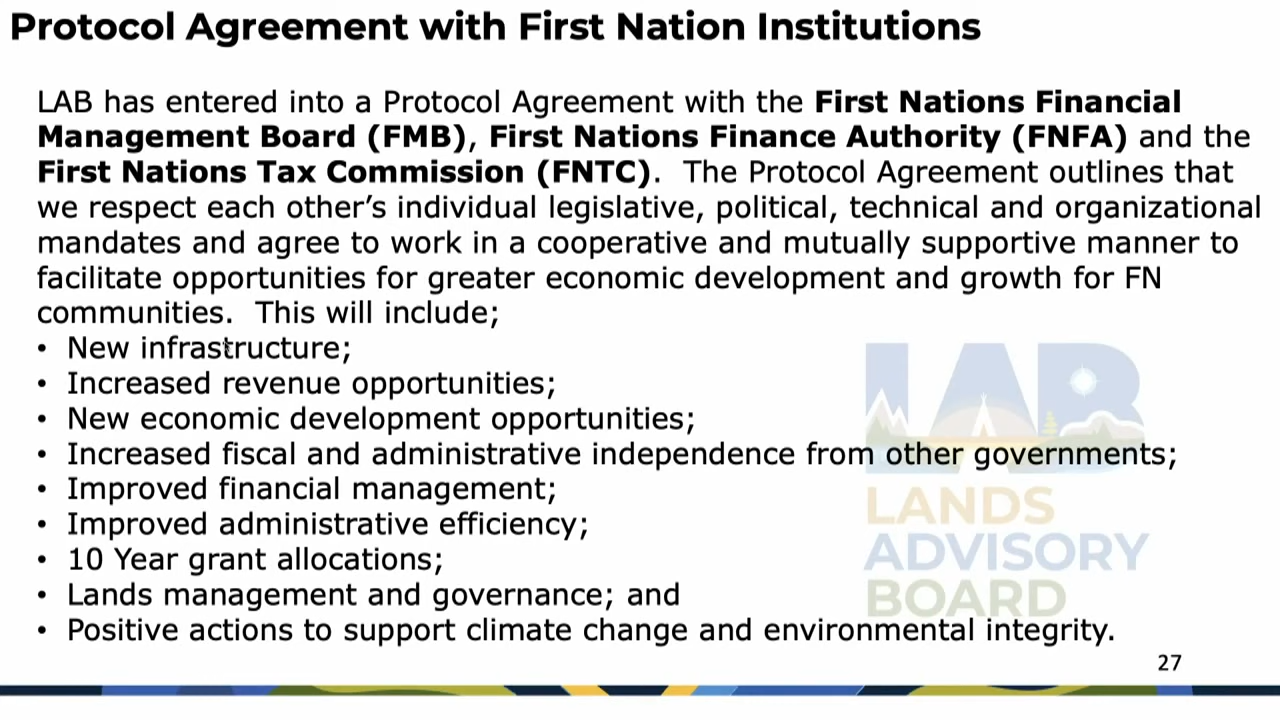 Protocol Agreement with First Nation Institutions
LAB has entered into a Protocol Agreement with the First Nations Financial
Management Board (FMB), First Nations Finance Authority (FNFA) and the
First Nations Tax Commission (FNTC).  The Protocol Agreement outlines that
we respect each other’s individual legislative, political, technical and organizational
mandates and agree to work in a cooperative and mutually supportive manner to
facilitate opportunities for greater economic development and growth for FN
communities.  This will include;
• New infrastructure;
• Increased revenue opportunities;
• New economic development opportunities;
• Increased fiscal and administrative independence from other governments;
• Improved financial management;
• Improved administrative efficiency;
• 10 Year grant allocations;
• Lands management and governance; and
• Positive actions to support climate change and environmental integrity.
LAB
LANDS
ADVISORY
BOARD
27